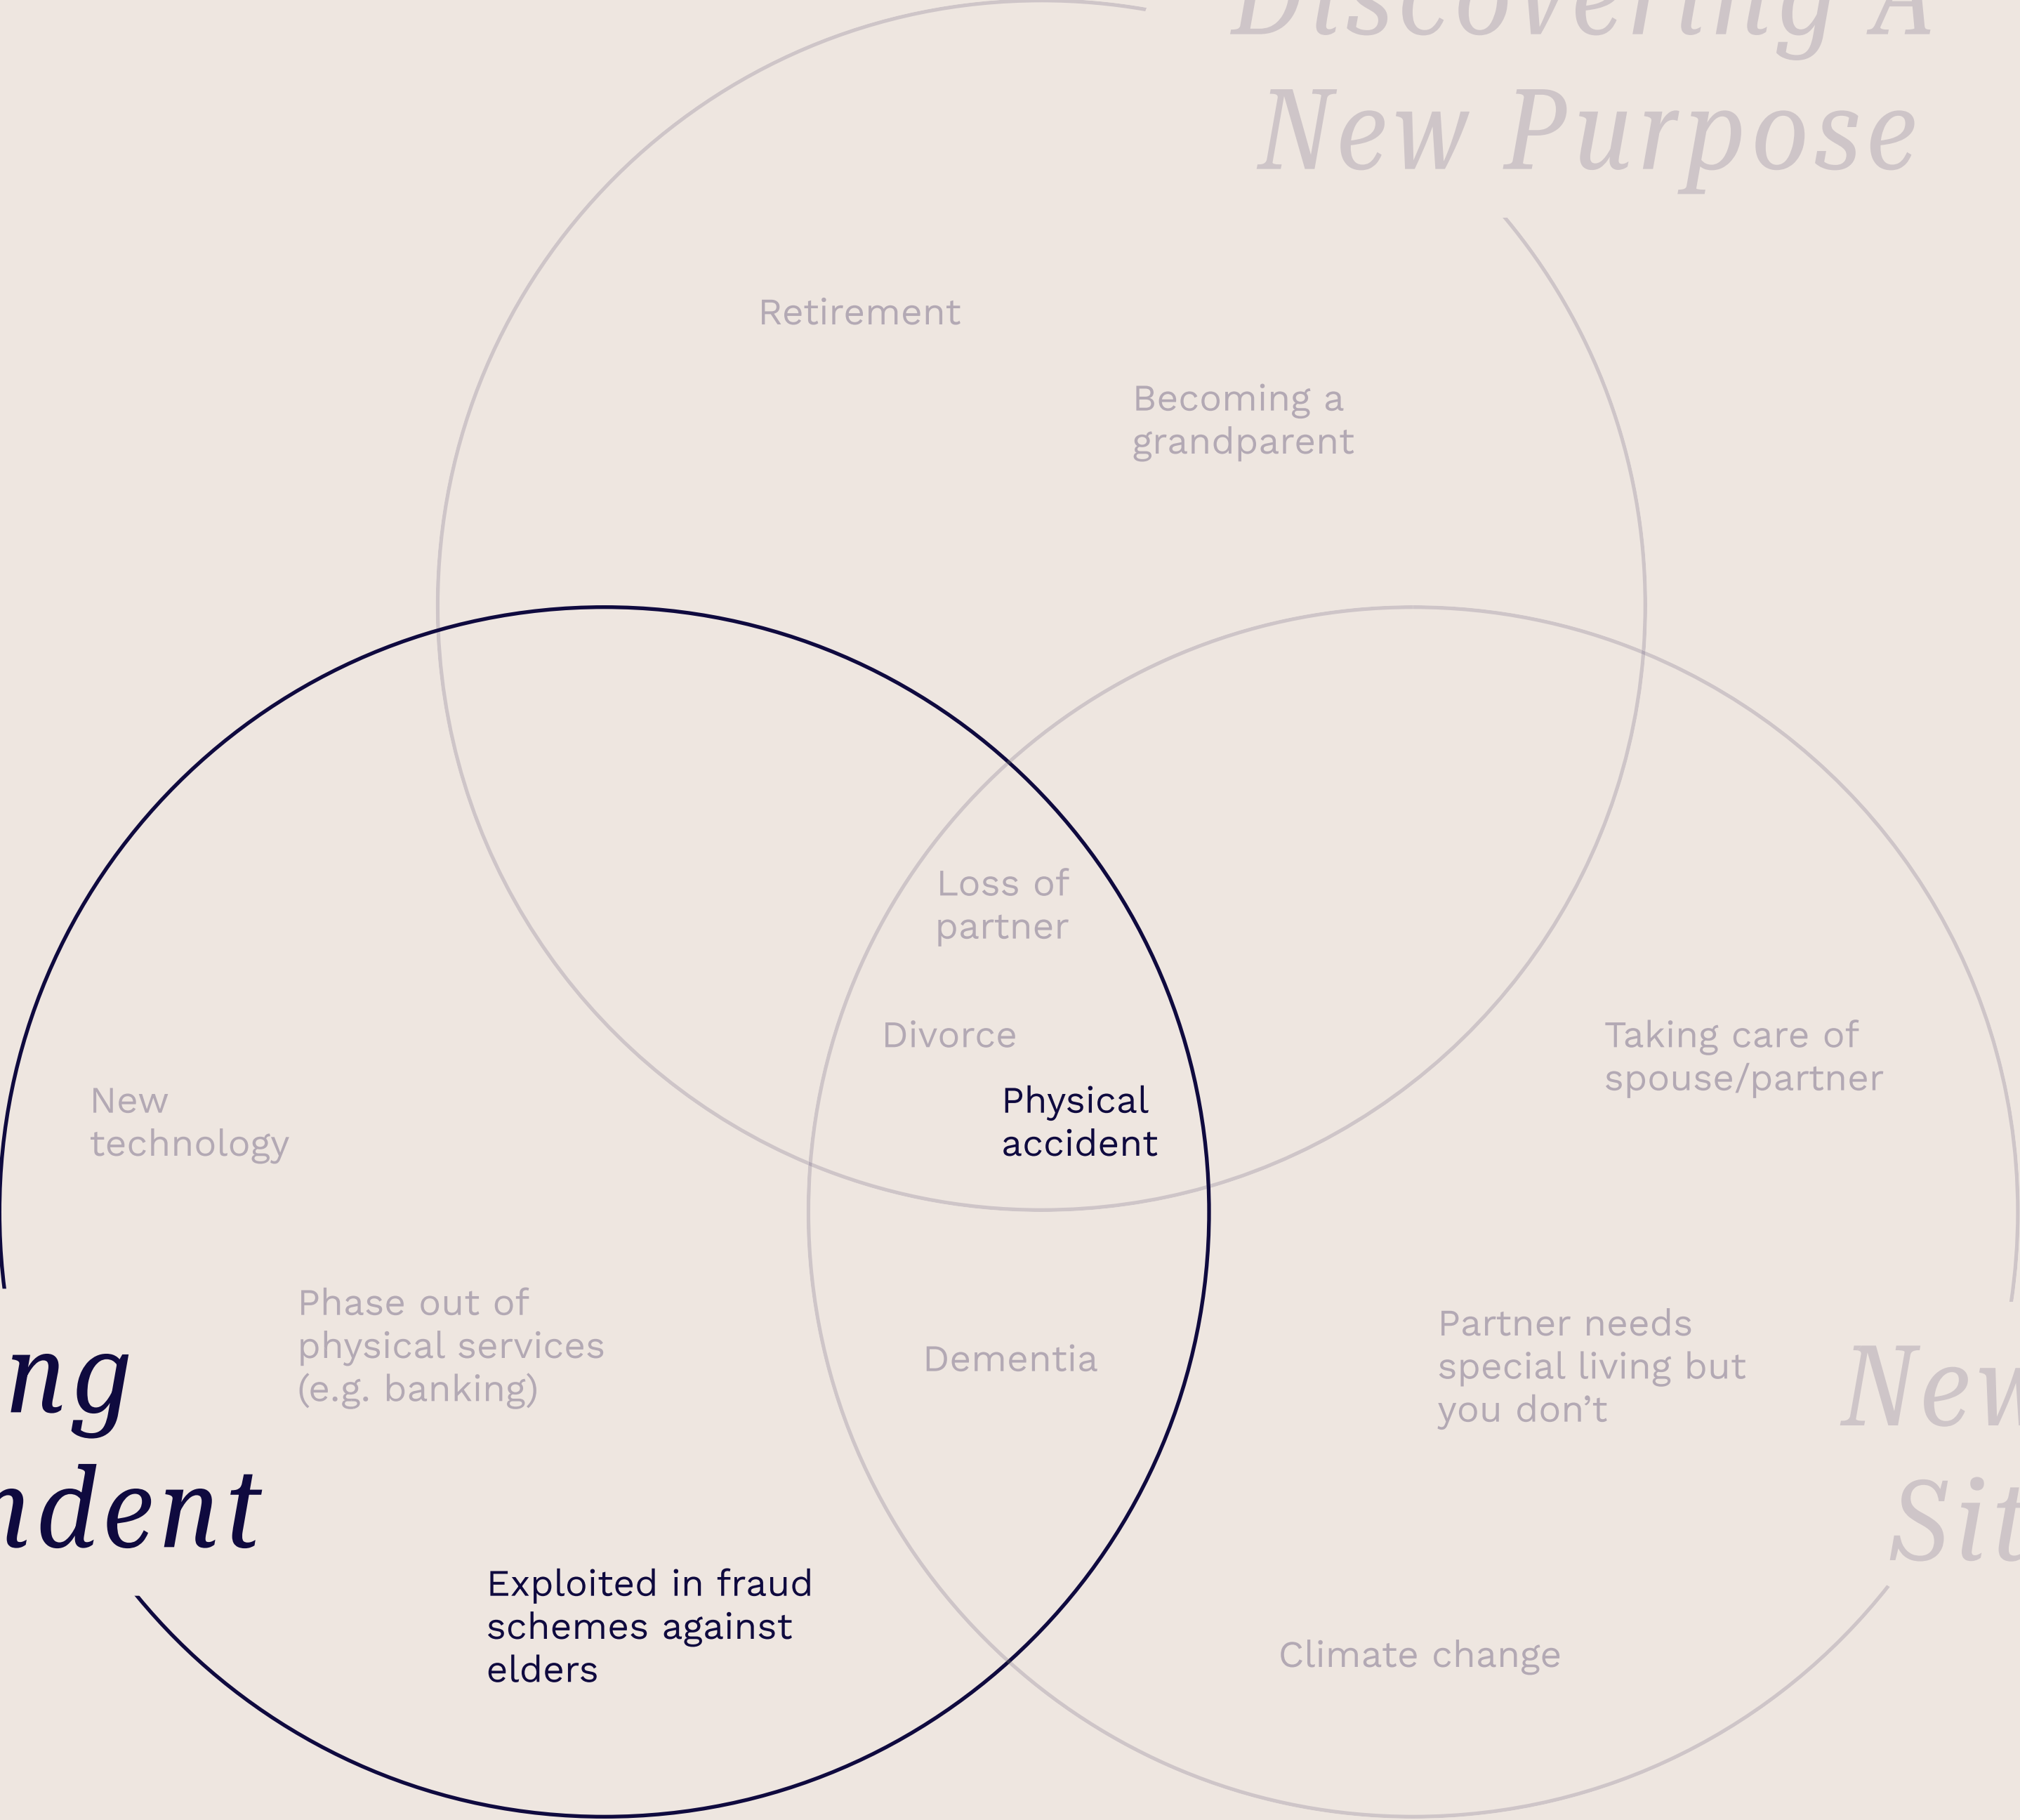 Discovering A
New Purpose
Retirement
Becoming a
grandparent
Loss of
partner
Divorce
Physical
accident
Taking care of
spouse/partner
New
technology
Phase out of
physical services
(e.g. banking)
Dementia
Partner needs
special living but
you don’t
ng
ndent
New
Sit
Exploited in fraud
schemes against
elders
Climate change